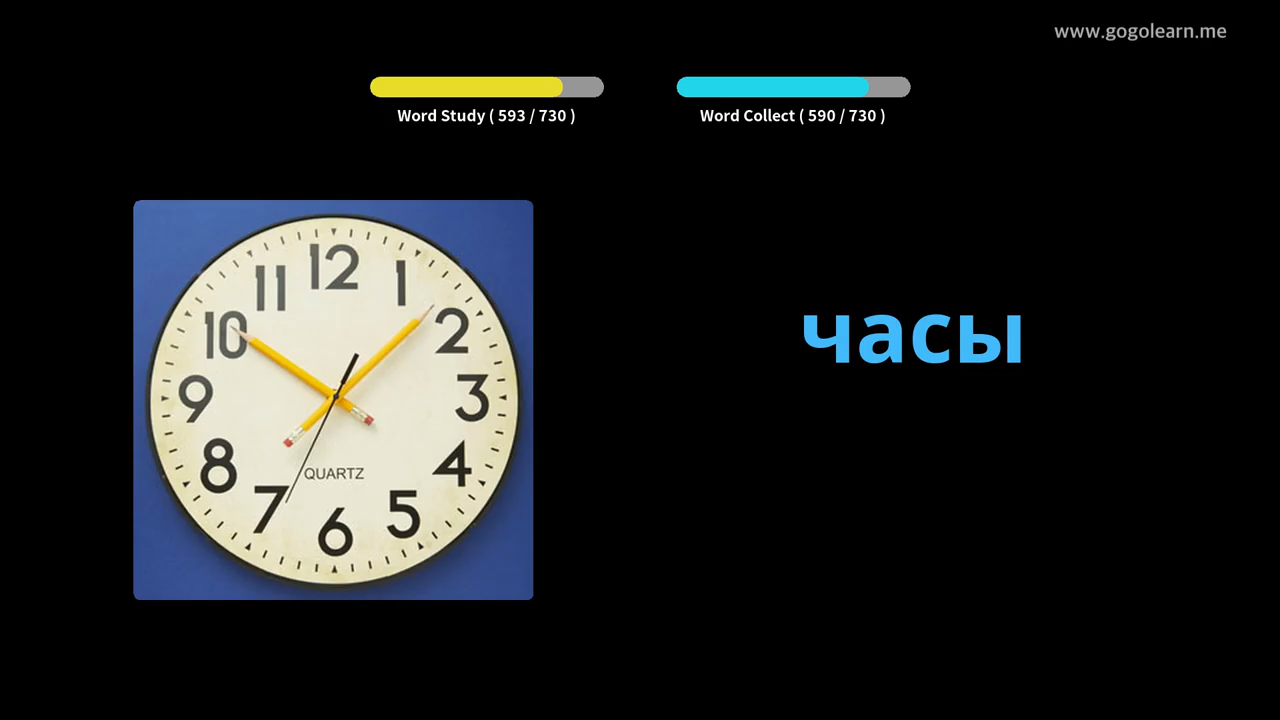 www.gogolearn.me
Word Study ( 593 / 730 )
Word Collect ( 590 / 730 )
12
11
1
10
2
9
3
8
4
7
5
6
QUARTZ
часы